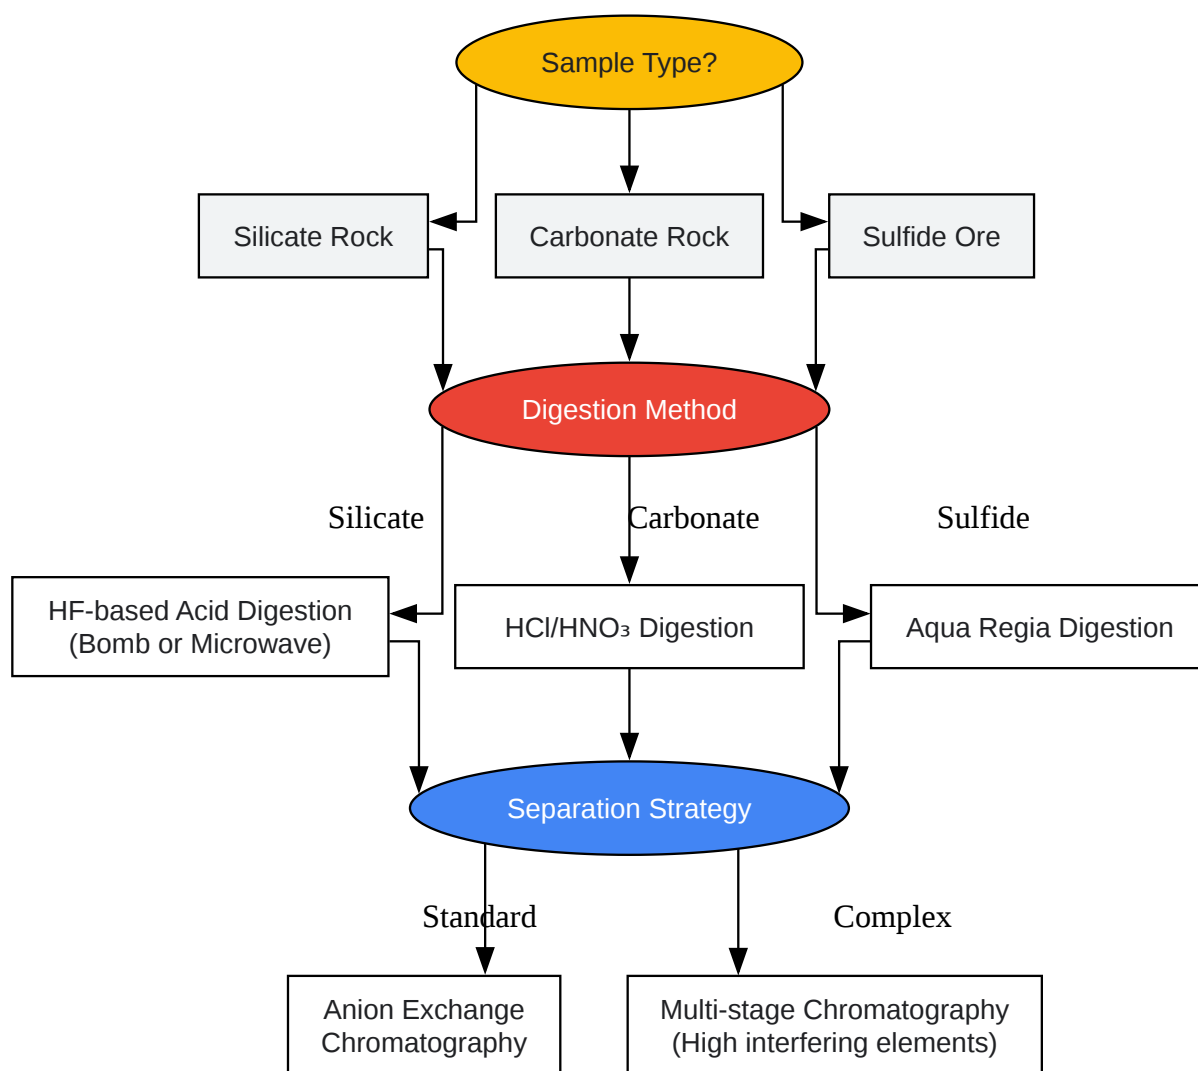 Sample Type?
Silicate Rock
Carbonate Rock
Sulfide Ore
Digestion Method
Silicate
Carbonate
Sulfide
HF-based Acid Digestion
(Bomb or Microwave)
HCl/HNO₃ Digestion
Aqua Regia Digestion
Separation Strategy
Standard
Complex
Anion Exchange
Chromatography
Multi-stage Chromatography
(High interfering elements)